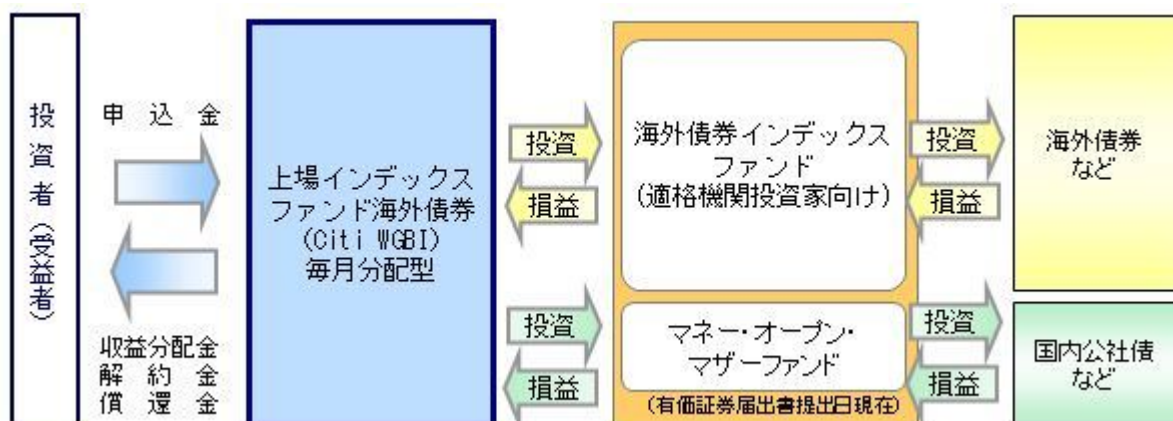 投資者(受益者)
申込金
収益分配金
解約金
償還金
上場インデックス
ファンド海外債券
(Citi WGBI)
毎月分配型
投資
損益
投資
損益
海外債券インデックス
ファンド
(適格機関投資家向け)
マネー・オープン・
マザーファンド
(有価証券届出書提出日現在)
投資
損益
投資
損益
海外債券
など
国内公社債
など